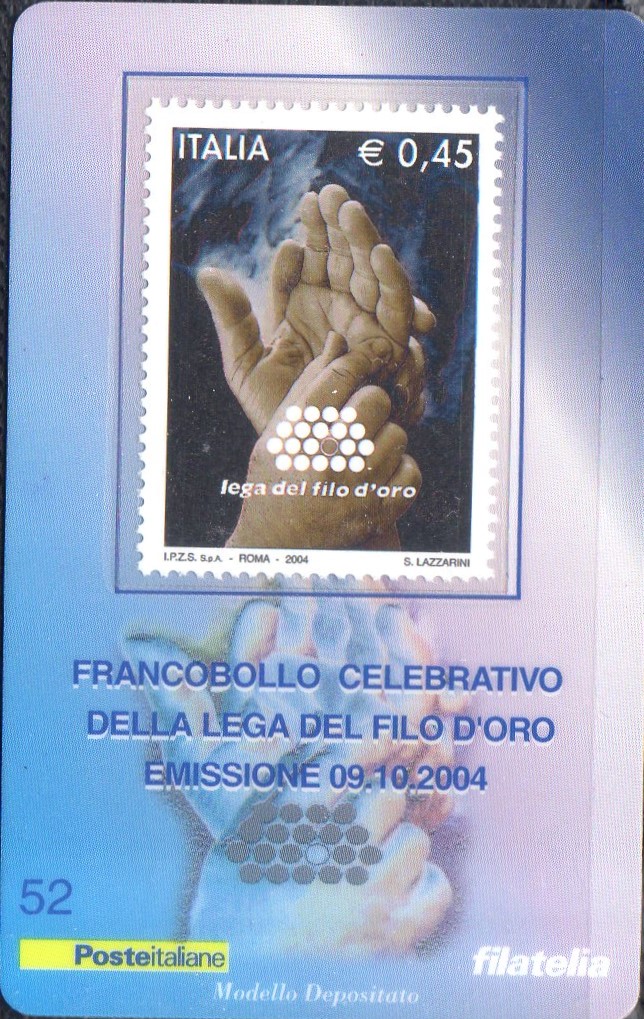 ITALIA € 0,45
lega del filo d'oro
I.P.Z.S. S.p.A. - ROMA - 2004 S. LAZZARINI
FRANCOBOLLO CELEBRATIVO
DELLA LEGA DEL FILO D'ORO
EMISSIONE 09.10.2004
52
Posteitaliane filatelia
Modello Depositato